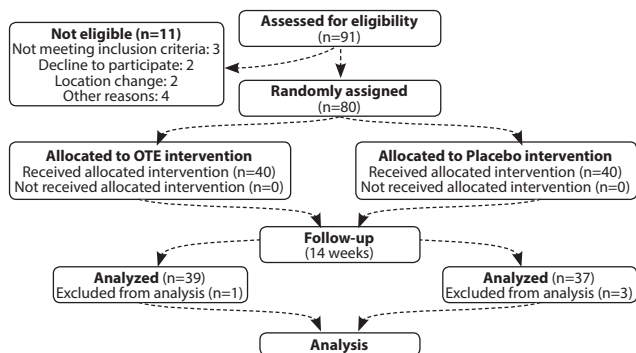 Not eligible (n=11)
Not meeting inclusion criteria: 3
Decline to participate: 2
Location change: 2
Other reasons: 4
Assessed for eligibility
(n=91)
Randomly assigned
(n=80)
Allocated to OTE intervention
Received allocated intervention (n=40)
Not received allocated intervention (n=0)
Allocated to Placebo intervention
Received allocated intervention (n=40)
Not received allocated intervention (n=0)
Follow-up
(14 weeks)
Analyzed (n=39)
Excluded from analysis (n=1)
Analyzed (n=37)
Excluded from analysis (n=3)
Analysis